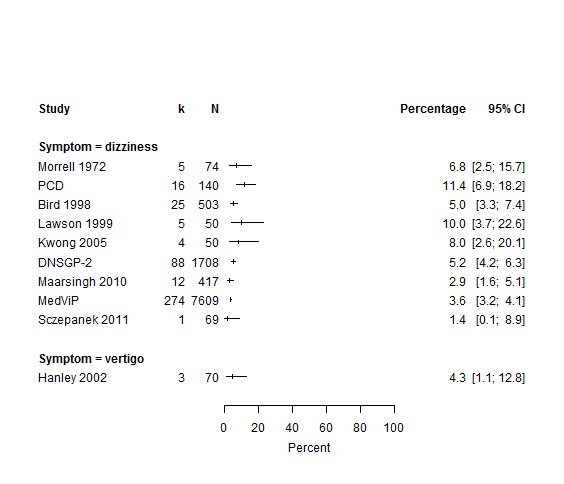 Study k N Percentage 95% CI
Symptom = dizziness
Morrell 1972 5 74 6.8 [2.5; 15.7]
PCD 16 140 11.4 [6.9; 18.2]
Bird 1998 25 503 5.0 [3.3; 7.4]
Lawson 1999 5 50 10.0 [3.7; 22.6]
Kwong 2005 4 50 8.0 [2.6; 20.1]
DNSGP-2 88 1708 5.2 [4.2; 6.3]
Maarsingh 2010 12 417 2.9 [1.6; 5.1]
MedViP 274 7609 3.6 [3.2; 4.1]
Sczepanek 2011 1 69 1.4 [0.1; 8.9]
Symptom = vertigo
Hanley 2002 3 70 4.3 [1.1; 12.8]
0 20 40 60 80 100
Percent